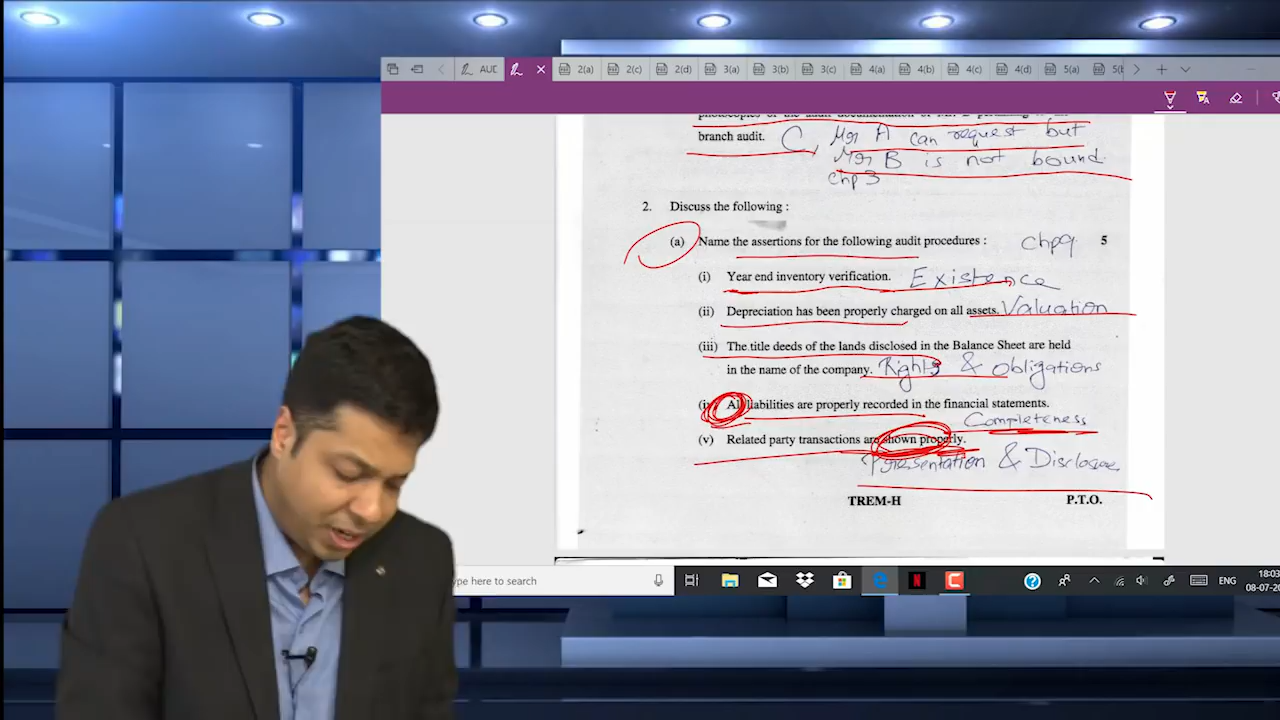 AUD 2(a) 2(c) 2(d) 3(a) 3(b) 3(c) 4(a) 4(b) 4(c) 4(d) 5(a)
branch audit. C, Mr A can request but
Mr B is not bound.
Chp 3
2. Discuss the following :
(a) Name the assertions for the following audit procedures : Chp9 5
(i) Year end inventory verification. Existence
(ii) Depreciation has been properly charged on all assets. Valuation
(iii) The title deeds of the lands disclosed in the Balance Sheet are held
in the name of the company. Rights & obligations
(iv) All liabilities are properly recorded in the financial statements.
Completeness
(v) Related party transactions are shown properly.
Presentation & Disclosure
TREM-H P.T.O.
ype here to search
ENG
18:03
08-07-20